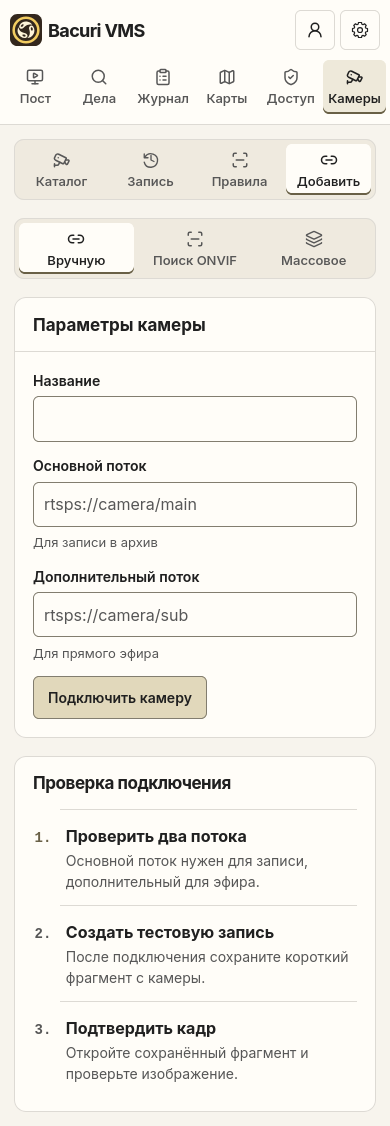 Bacuri VMS
Пост
Дела
Журнал
Карты
Доступ
Камеры
Каталог
Запись
Правила
Добавить
Вручную
Поиск ONVIF
Массовое
Параметры камеры
Название
Основной поток
rtsps://camera/main
Для записи в архив
Дополнительный поток
rtsps://camera/sub
Для прямого эфира
Подключить камеру
Проверка подключения
1. Проверить два потока
Основной поток нужен для записи,
дополнительный для эфира.
2. Создать тестовую запись
После подключения сохраните короткий
фрагмент с камеры.
3. Подтвердить кадр
Откройте сохранённый фрагмент и
проверьте изображение.